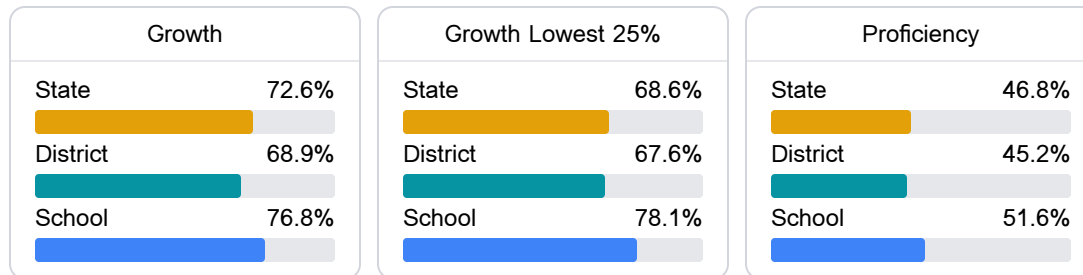 Growth
State 72.6%
District 68.9%
School 76.8%
Growth Lowest 25%
State 68.6%
District 67.6%
School 78.1%
Proficiency
State 46.8%
District 45.2%
School 51.6%